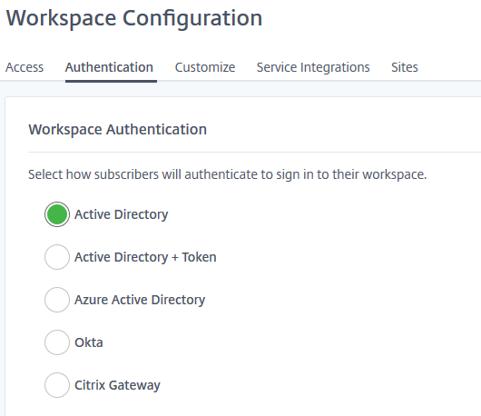 Workspace Configuration
Access Authentication Customize Service Integrations Sites
Workspace Authentication
Select how subscribers will authenticate to sign in to their workspace.
Active Directory
Active Directory + Token
Azure Active Directory
Okta
Citrix Gateway